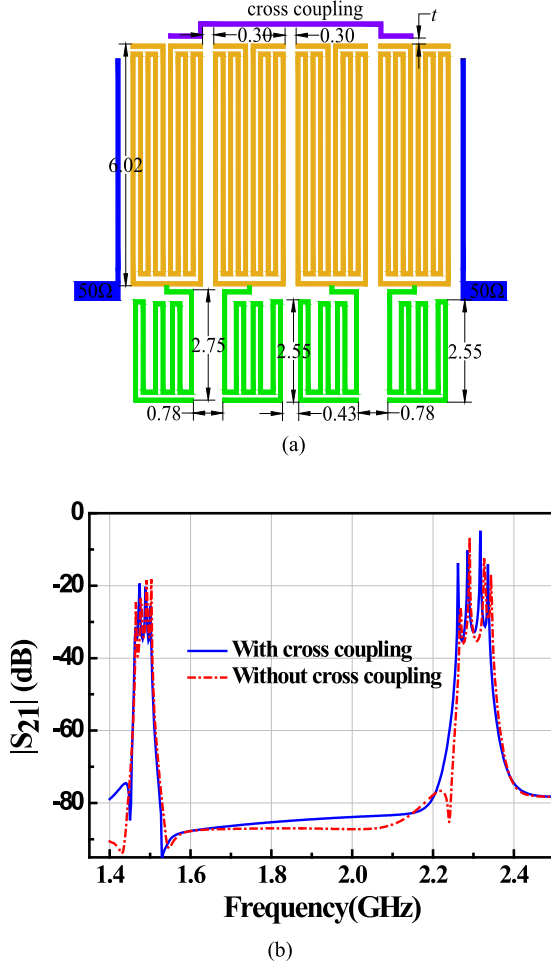 cross coupling
0.30 0.30
t
6.02
50Ω 50Ω
2.75 2.55 2.55
0.78 0.43 0.78
(a)
0
-20
-40
-60
-80
|S21| (dB)
With cross coupling
Without cross coupling
1.4 1.6 1.8 2.0 2.2 2.4
Frequency(GHz)
(b)